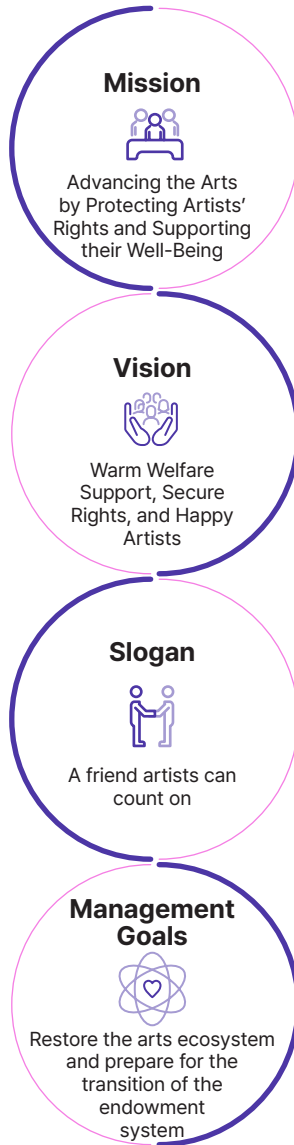 Mission
Advancing the Arts
by Protecting Artists’
Rights and Supporting
their Well-Being
Vision
Warm Welfare
Support, Secure
Rights, and Happy
Artists
Slogan
A friend artists can
count on
Management
Goals
Restore the arts ecosystem
and prepare for the
transition of the
endowment
system